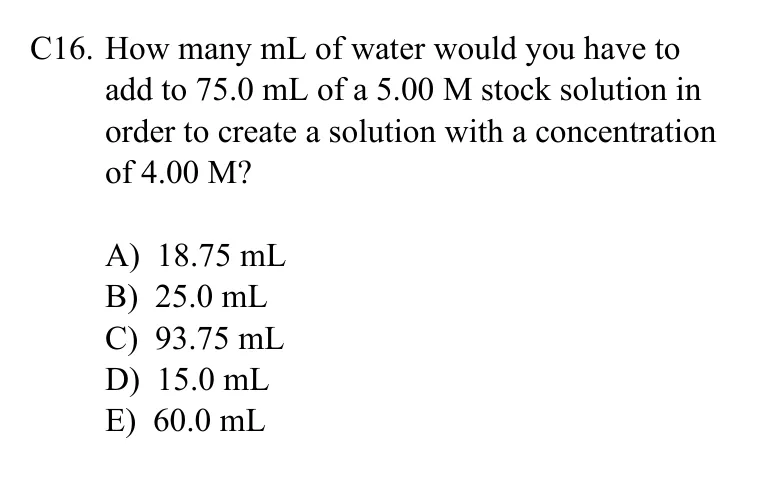 C16. How many mL of water would you have to
add to 75.0 mL of a 5.00 M stock solution in
order to create a solution with a concentration
of 4.00 M?
A) 18.75 mL
B) 25.0 mL
C) 93.75 mL
D) 15.0 mL
E) 60.0 mL